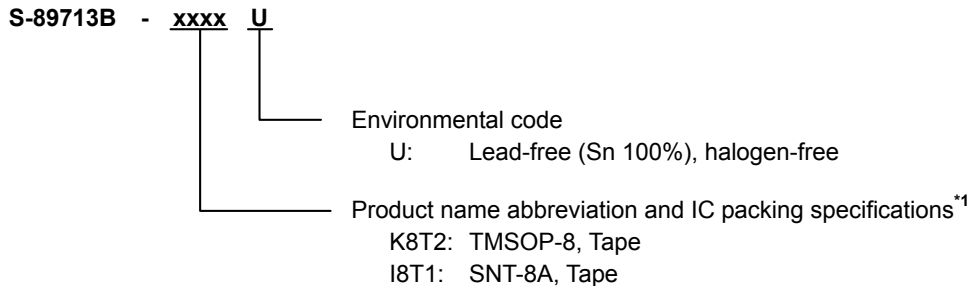 S-89713B - xxxx U
Environmental code
U: Lead-free (Sn 100%), halogen-free
Product name abbreviation and IC packing specifications*1
K8T2: TMSOP-8, Tape
I8T1: SNT-8A, Tape